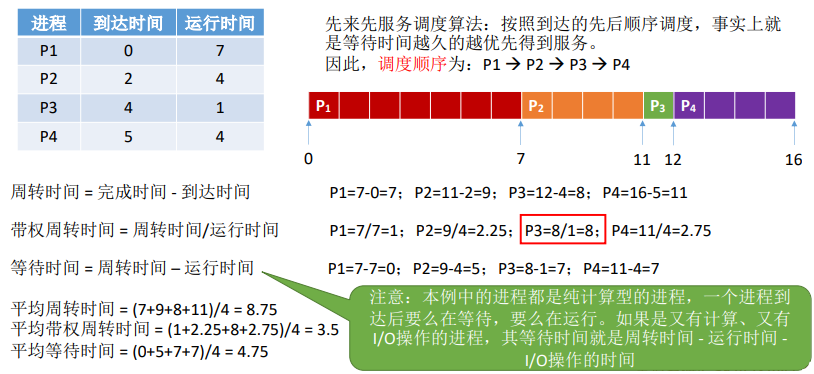 进程 到达时间 运行时间
P1 0 7
P2 2 4
P3 4 1
P4 5 4
先来先服务调度算法：按照到达的先后顺序调度，事实上就
是等待时间越久的越优先得到服务。
因此，调度顺序为：P1 → P2 → P3 → P4
P1 P2 P3 P4
0 7 11 12 16
周转时间 = 完成时间 - 到达时间
P1=7-0=7；P2=11-2=9；P3=12-4=8；P4=16-5=11
带权周转时间 = 周转时间/运行时间
P1=7/7=1；P2=9/4=2.25；P3=8/1=8；P4=11/4=2.75
等待时间 = 周转时间 – 运行时间
P1=7-7=0；P2=9-4=5；P3=8-1=7；P4=11-4=7
平均周转时间 = (7+9+8+11)/4 = 8.75
平均带权周转时间 = (1+2.25+8+2.75)/4 = 3.5
平均等待时间 = (0+5+7+7)/4 = 4.75
注意：本例中的进程都是纯计算型的进程，一个进程到
达后要么在等待，要么在运行。如果是又有计算、又有
I/O操作的进程，其等待时间就是周转时间 - 运行时间 -
I/O操作的时间